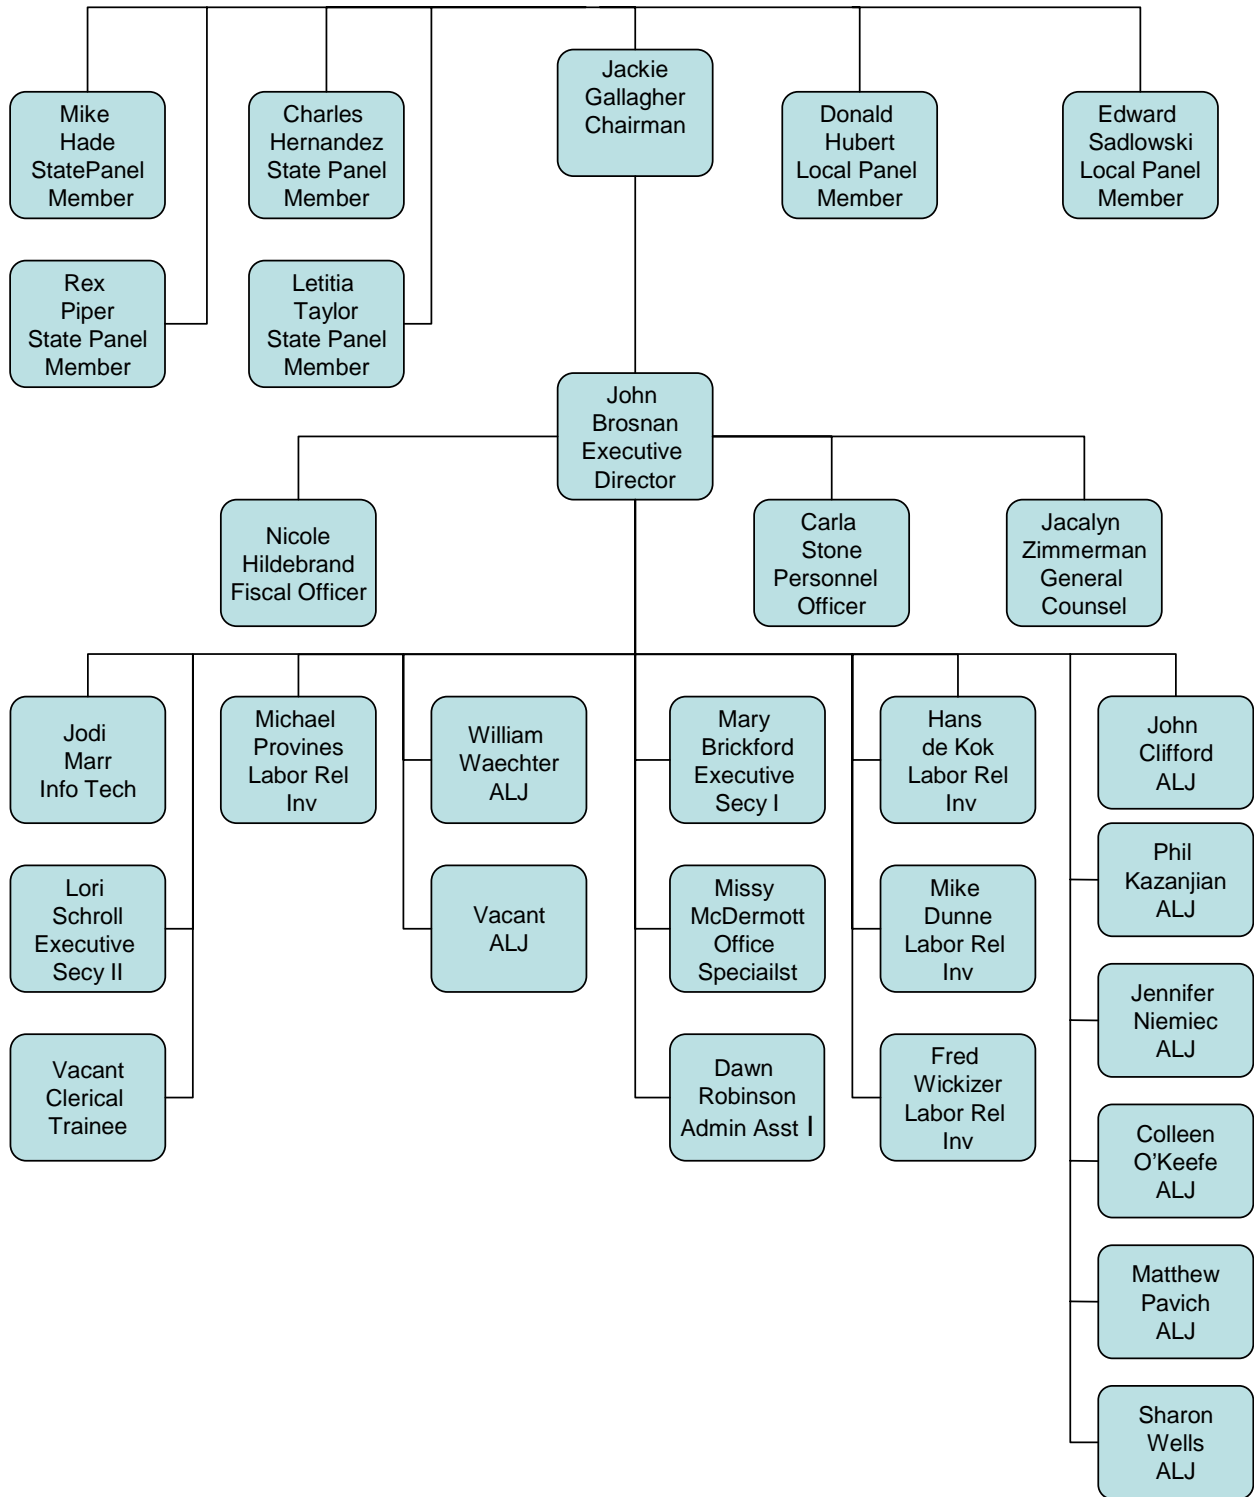 Jackie
Gallagher
Chairman
Mike
Hade
StatePanel
Member
Charles
Hernandez
State Panel
Member
Donald
Hubert
Local Panel
Member
Edward
Sadlowski
Local Panel
Member
Rex
Piper
State Panel
Member
Letitia
Taylor
State Panel
Member
John
Brosnan
Executive
Director
Nicole
Hildebrand
Fiscal Officer
Carla
Stone
Personnel
Officer
Jacalyn
Zimmerman
General
Counsel
Jodi
Marr
Info Tech
Michael
Provines
Labor Rel
Inv
William
Waechter
ALJ
Mary
Brickford
Executive
Secy I
Hans
de Kok
Labor Rel
Inv
John
Clifford
ALJ
Phil
Kazanjian
ALJ
Lori
Schroll
Executive
Secy II
Vacant
ALJ
Missy
McDermott
Office
Speciailst
Mike
Dunne
Labor Rel
Inv
Jennifer
Niemiec
ALJ
Vacant
Clerical
Trainee
Dawn
Robinson
Admin Asst I
Fred
Wickizer
Labor Rel
Inv
Colleen
O’Keefe
ALJ
Matthew
Pavich
ALJ
Sharon
Wells
ALJ